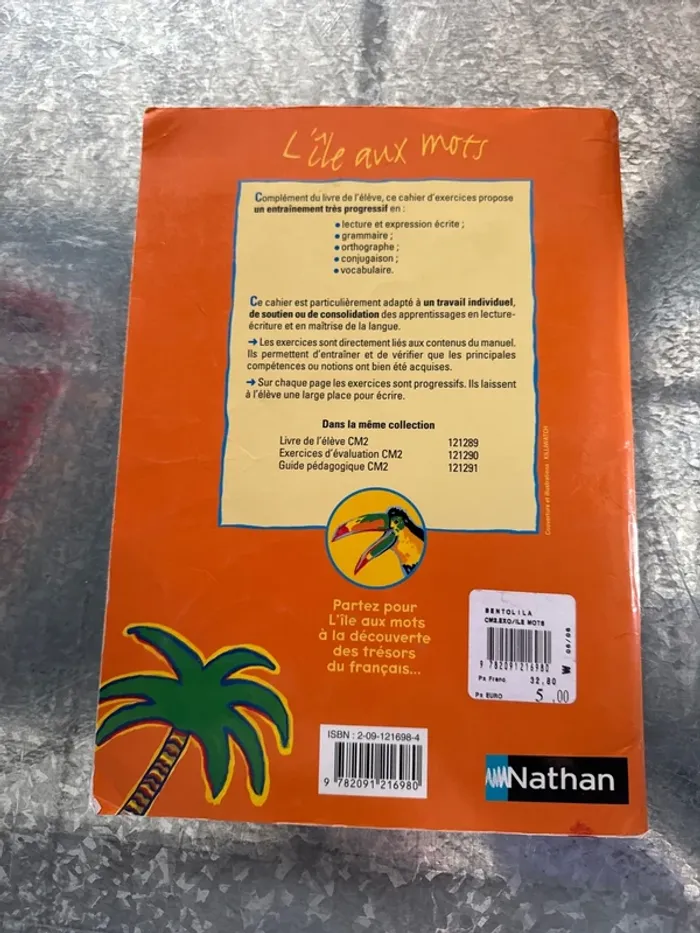 L'île aux mots
Complément du livre de l'élève, ce cahier d'exercices propose
un entraînement très progressif en :
• lecture et expression écrite ;
• grammaire ;
• orthographe ;
• conjugaison ;
• vocabulaire.
Ce cahier est particulièrement adapté à un travail individuel,
de soutien ou de consolidation des apprentissages en lecture-
écriture et en maîtrise de la langue.
➔ Les exercices sont directement liés aux contenus du manuel.
Ils permettent d'entraîner et de vérifier que les principales
compétences ou notions ont bien été acquises.
➔ Sur chaque page les exercices sont progressifs. Ils laissent
à l'élève une large place pour écrire.
Dans la même collection
Livre de l'élève CM2 121289
Exercices d'évaluation CM2 121290
Guide pédagogique CM2 121291
Couverture et illustrations : KILLIWATCH
Partez pour
L'île aux mots
à la découverte
des trésors
du français...
BENTOLILA
CM2.EXO/ILE MOTS
9 782091 216980
W 06/06
Px Franc. 32.80
Px EURO 5.00
ISBN : 2-09-121698-4
9 782091 216980
Nathan